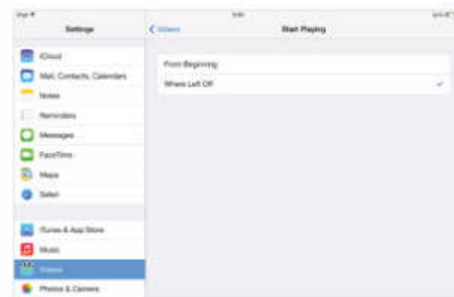 iPad
Settings
Videos
Start Playing
iCloud
Mail, Contacts, Calendars
Notes
Reminders
Messages
FaceTime
Maps
Safari
iTunes & App Store
Music
Videos
Photos & Camera
From Beginning
Where Left Off